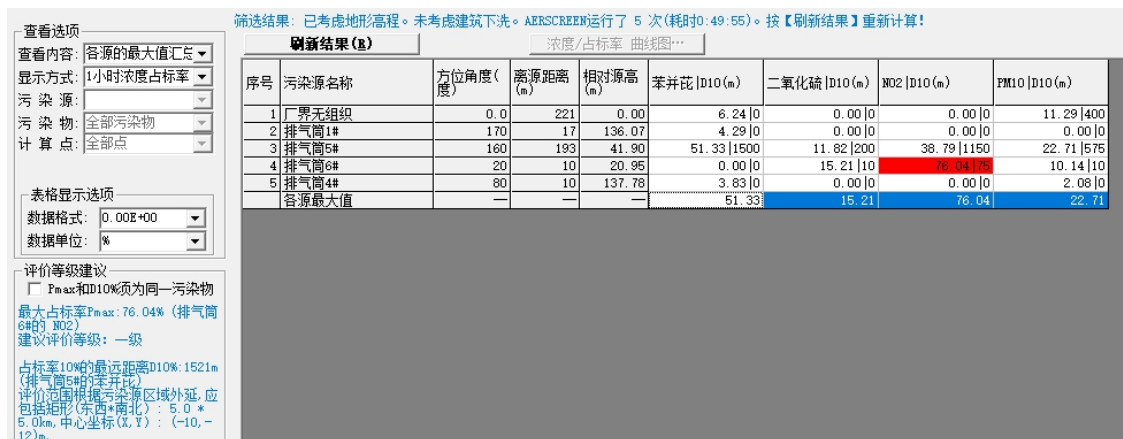 筛选结果: 已考虑地形高程。未考虑建筑下洗。AERSCREEN运行了 5 次(耗时0:49:55)。按【刷新结果】重新计算!
查看选项
查看内容: 各源的最大值汇总
显示方式: 1小时浓度占标率
污 染 源:
污 染 物: 全部污染物
计 算 点: 全部点
表格显示选项
数据格式: 0.00E+00
数据单位: %
评价等级建议
Pmax和D10%须为同一污染物
最大占标率Pmax:76.04% (排气筒
6#的 NO2)
建议评价等级: 一级
占标率10%的最远距离D10%:1521m
(排气筒5#的苯并芘)
评价范围根据污染源区域外延,应
包括矩形(东西*南北): 5.0 *
5.0km,中心坐标(X,Y): (-10,-
12)m.
刷新结果(R) 浓度/占标率 曲线图…
序号 污染源名称 方位角度(度) 离源距离(m) 相对源高(m) 苯并芘|D10(m) 二氧化硫|D10(m) NO2|D10(m) PM10|D10(m)
1 厂界无组织 0.0 221 0.00 6.24|0 0.00|0 0.00|0 11.29|400
2 排气筒1# 170 17 136.07 4.29|0 0.00|0 0.00|0 0.00|0
3 排气筒5# 160 193 41.90 51.33|1500 11.82|200 38.79|1150 22.71|575
4 排气筒6# 20 10 20.95 0.00|0 15.21|10 76.04|75 10.14|10
5 排气筒4# 80 10 137.78 3.83|0 0.00|0 0.00|0 2.08|0
各源最大值 — — — 51.33 15.21 76.04 22.71